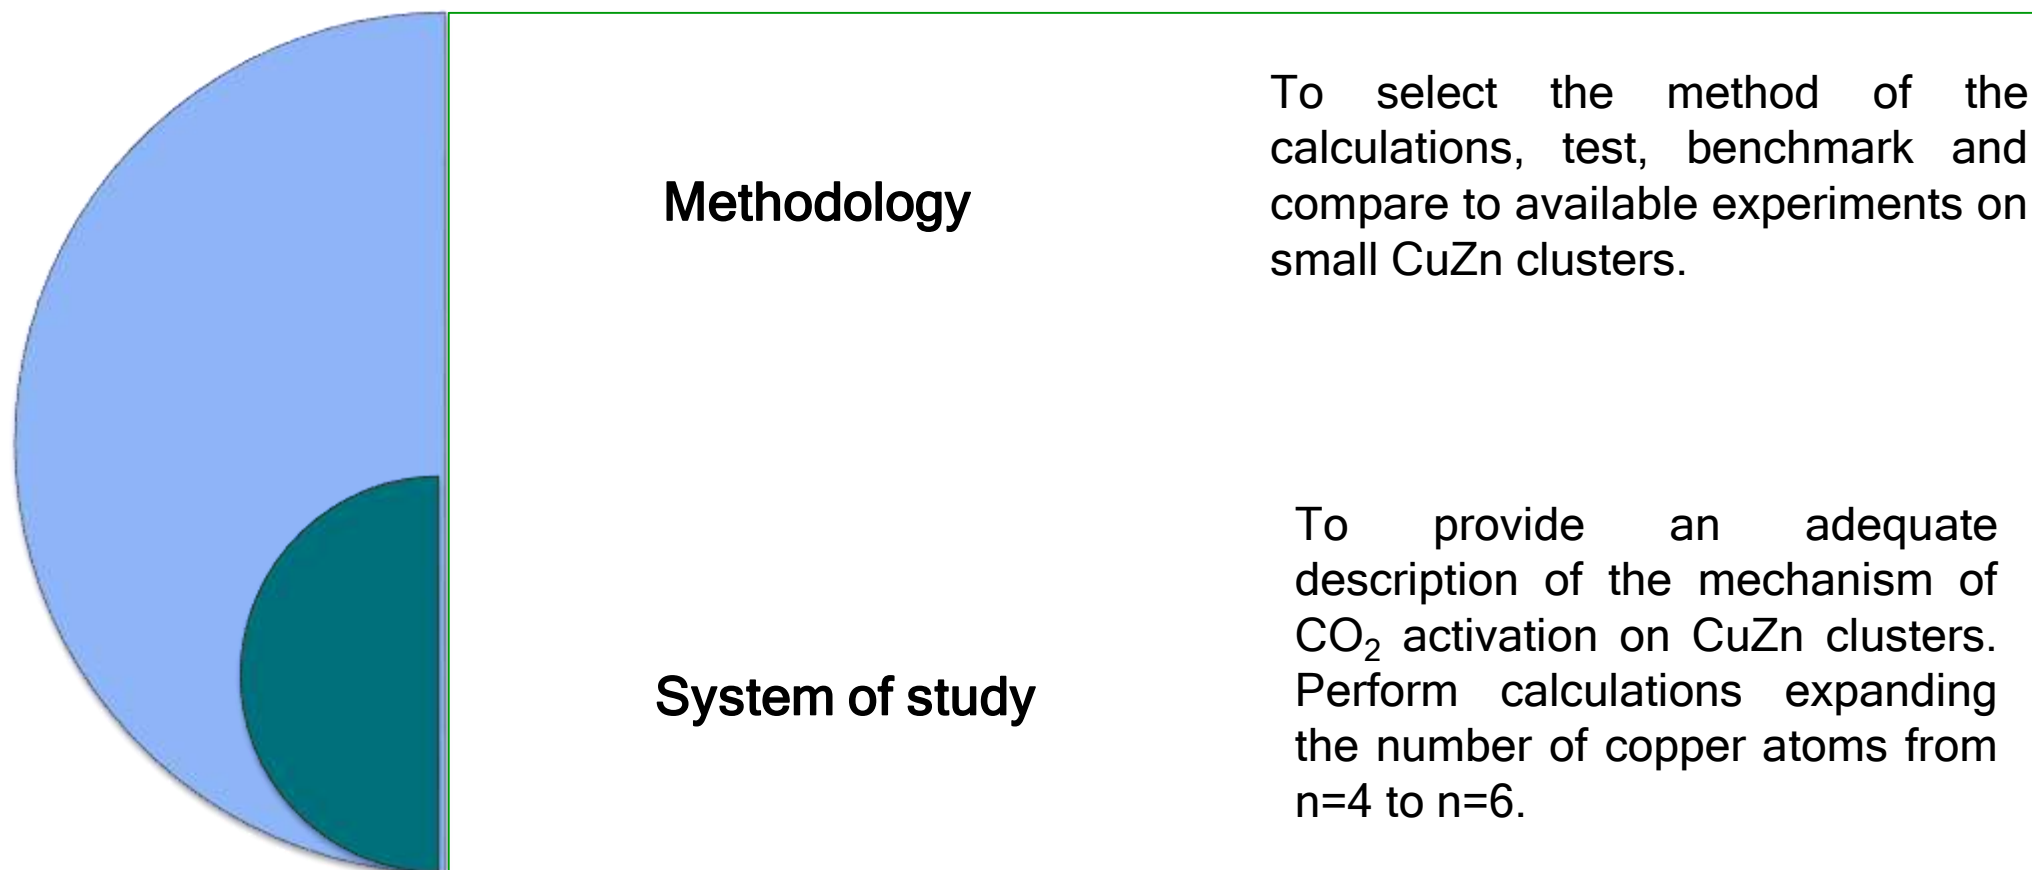 Methodology
To select the method of the
calculations, test, benchmark and
compare to available experiments on
small CuZn clusters.
System of study
To provide an adequate
description of the mechanism of
CO₂ activation on CuZn clusters.
Perform calculations expanding
the number of copper atoms from
n=4 to n=6.